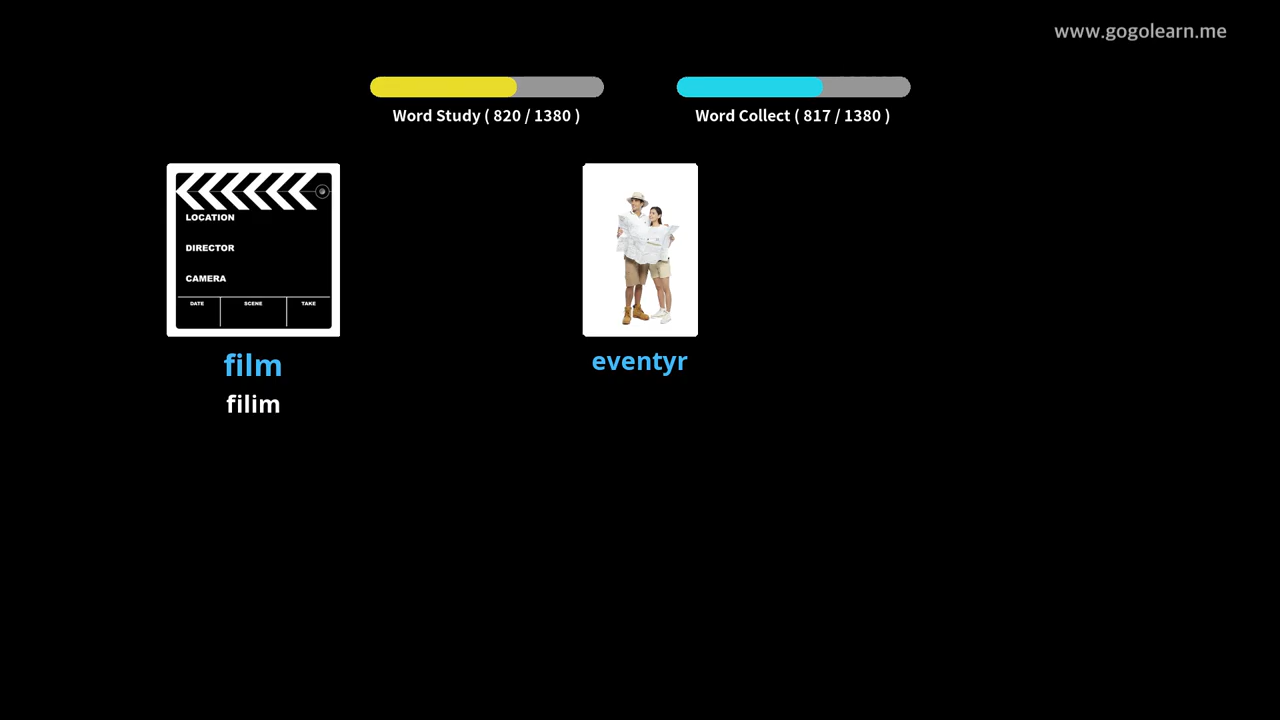 www.gogolearn.me
Word Study ( 820 / 1380 )
Word Collect ( 817 / 1380 )
LOCATION
DIRECTOR
CAMERA
DATE SCENE TAKE
film
filim
eventyr